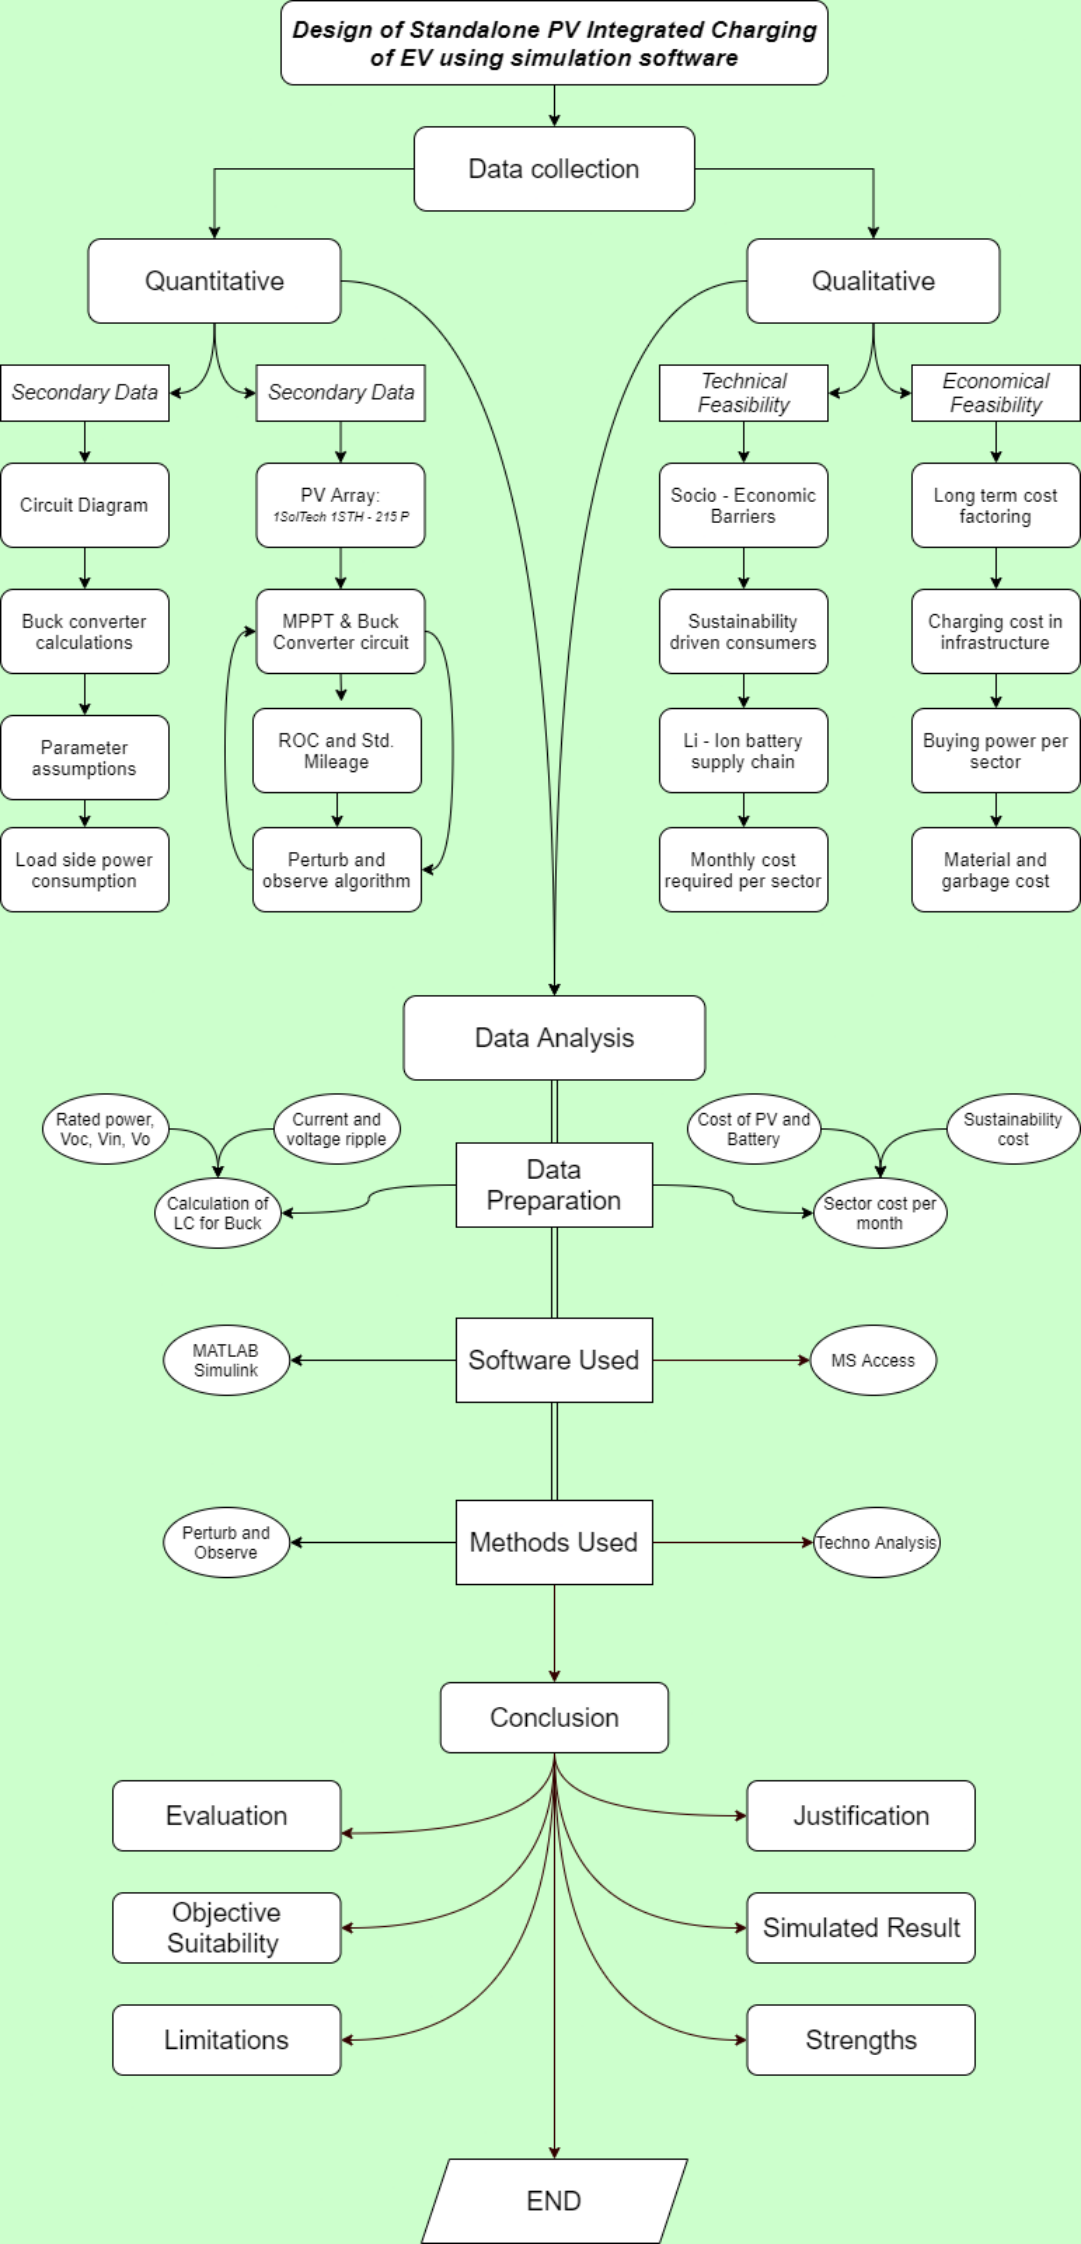 Design of Standalone PV Integrated Charging
of EV using simulation software
Data collection
Quantitative
Qualitative
Secondary Data
Secondary Data
Technical
Feasibility
Economical
Feasibility
Circuit Diagram
PV Array:
1SolTech 1STH - 215 P
Socio - Economic
Barriers
Long term cost
factoring
Buck converter
calculations
MPPT & Buck
Converter circuit
Sustainability
driven consumers
Charging cost in
infrastructure
Parameter
assumptions
ROC and Std.
Mileage
Li - Ion battery
supply chain
Buying power per
sector
Load side power
consumption
Perturb and
observe algorithm
Monthly cost
required per sector
Material and
garbage cost
Data Analysis
Rated power,
Voc, Vin, Vo
Current and
voltage ripple
Cost of PV and
Battery
Sustainability
cost
Data
Preparation
Calculation of
LC for Buck
Sector cost per
month
MATLAB
Simulink
Software Used
MS Access
Perturb and
Observe
Methods Used
Techno Analysis
Conclusion
Evaluation
Justification
Objective
Suitability
Simulated Result
Limitations
Strengths
END